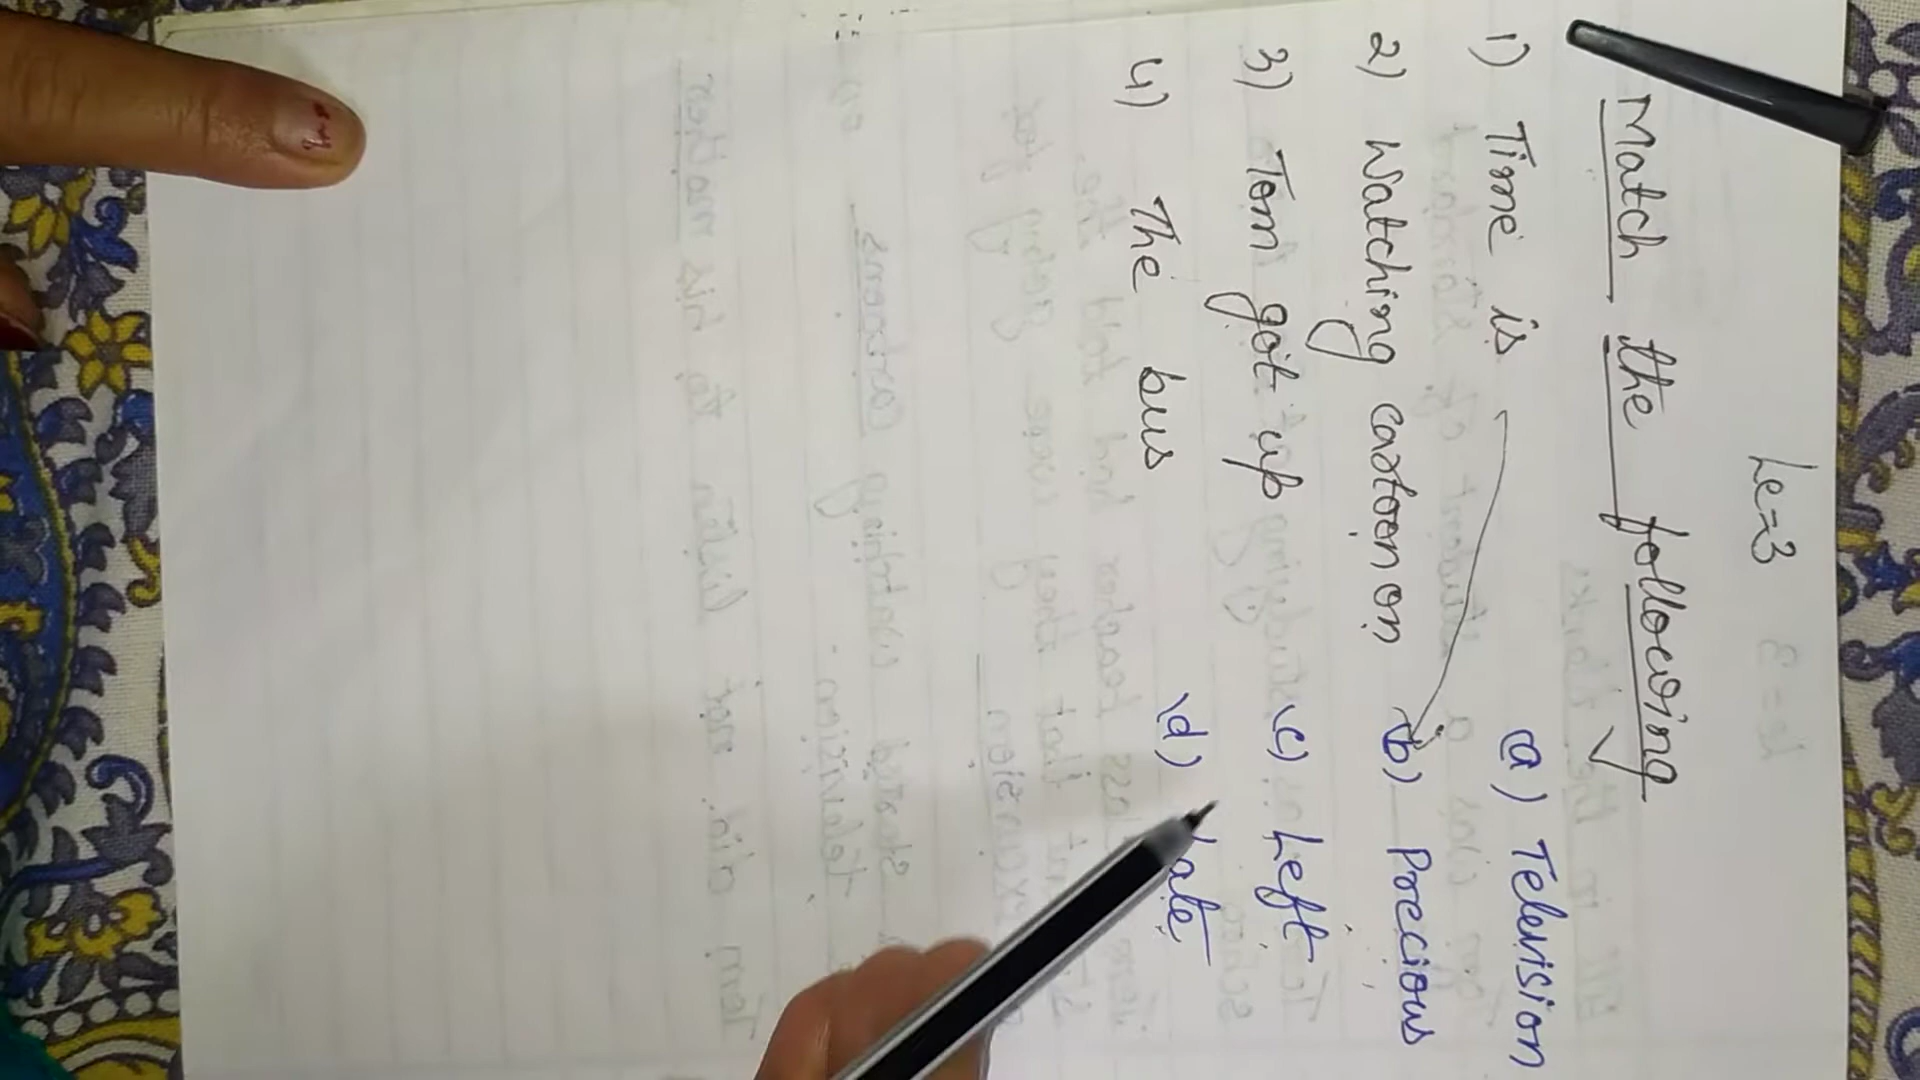 Le-3
Match the following
1) Time is a) Television
2) Watching cartoon on b) Precious
3) Tom got up c) Left
4) The bus d) Late